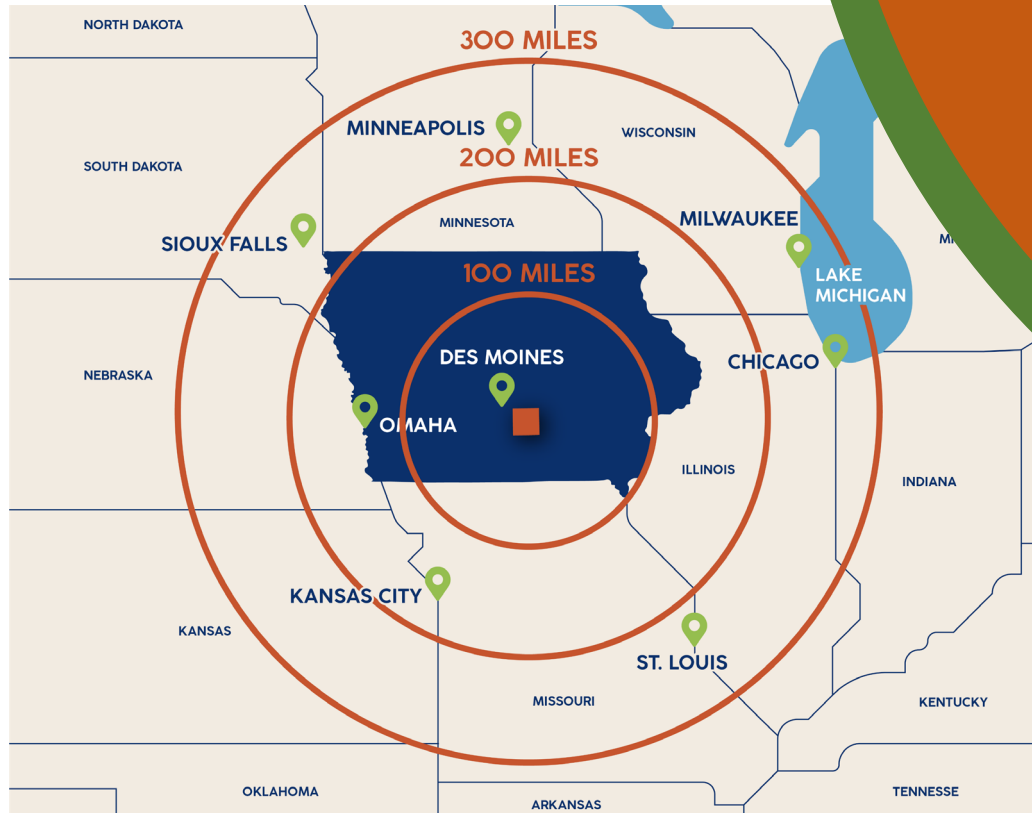 NORTH DAKOTA
300 MILES
MINNEAPOLIS
WISCONSIN
200 MILES
SOUTH DAKOTA
MINNESOTA
MILWAUKEE
SIOUX FALLS
100 MILES
LAKE
MICHIGAN
DES MOINES
CHICAGO
NEBRASKA
OMAHA
ILLINOIS
INDIANA
KANSAS CITY
KANSAS
ST. LOUIS
MISSOURI
KENTUCKY
OKLAHOMA
TENNESSE
ARKANSAS